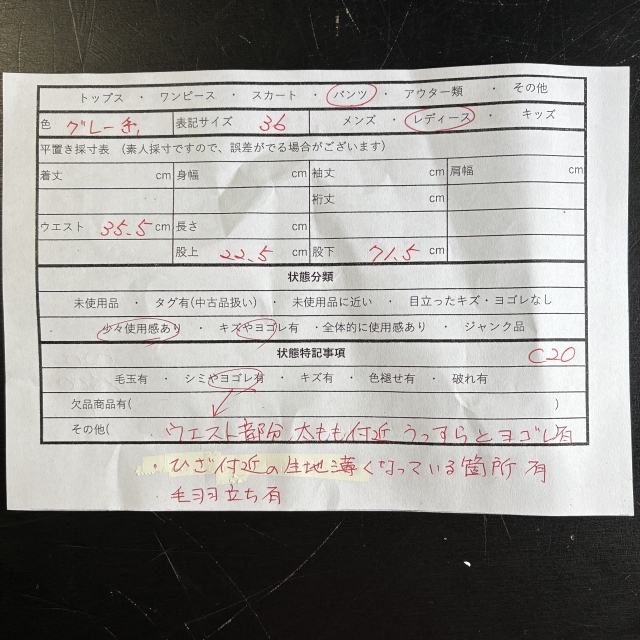 トップス ・ ワンピース ・ スカート ・ パンツ ・ アウター類 ・ その他
色 グレー系 表記サイズ 36 メンズ ・ レディース ・ キッズ
平置き採寸表 (素人採寸ですので、誤差がでる場合がございます)
着丈 cm 身幅 cm 袖丈 cm 肩幅 cm
裄丈 cm
ウエスト 35.5 cm 長さ cm
股上 22.5 cm 股下 71.5 cm
状態分類
未使用品 ・ タグ有(中古品扱い) ・ 未使用品に近い ・ 目立ったキズ・ヨゴレなし
少々使用感あり ・ キズやヨゴレ有 ・全体的に使用感あり ・ ジャンク品
状態特記事項 C20
毛玉有 ・ シミやヨゴレ有 ・ キズ有 ・ 色褪せ有 ・ 破れ有
欠品商品有( )
その他( ウエスト部分 太もも付近 うっすらとヨゴレ有
・ひざ付近の生地薄くなっている箇所有
毛羽立ち有